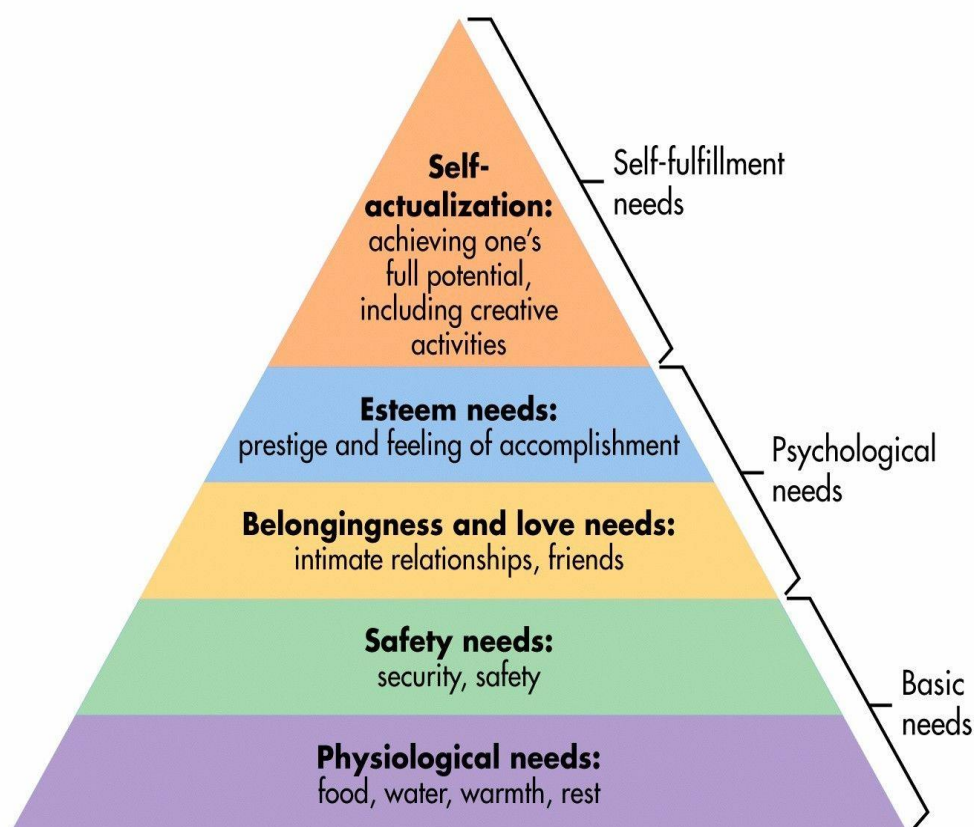 Self-
actualization:
achieving one's
full potential,
including creative
activities
Self-fulfillment
needs
Esteem needs:
prestige and feeling of accomplishment
Psychological
needs
Belongingness and love needs:
intimate relationships, friends
Safety needs:
security, safety
Basic
needs
Physiological needs:
food, water, warmth, rest